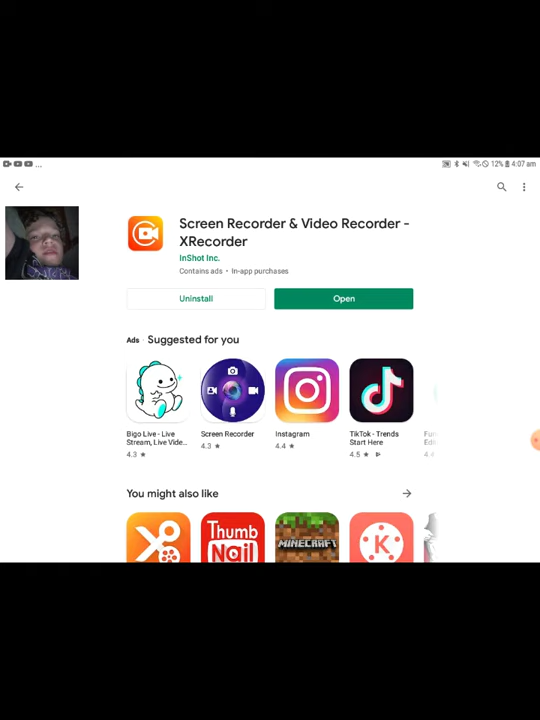 ... 12% 4:07 am
Screen Recorder & Video Recorder -
XRecorder
InShot Inc.
Contains ads • In-app purchases
Uninstall
Open
Ads · Suggested for you
Bigo Live - Live
Stream, Live Vide...
4.3 ★
Screen Recorder
4.3 ★
Instagram
4.4 ★
TikTok - Trends
Start Here
4.5 ★
4.4
You might also like
Thumb
Nail
MINECRAFT
K